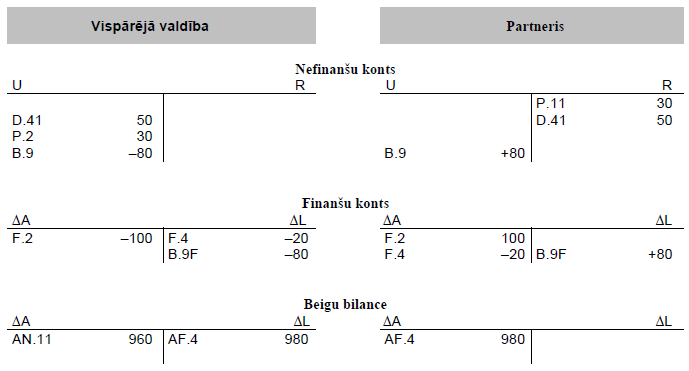 Vispārējā valdība Partneris
Nefinanšu konts
U R U R
P.11 30
D.41 50 D.41 50
P.2 30
B.9 –80 B.9 +80
Finanšu konts
ΔA ΔL ΔA ΔL
F.2 –100 F.4 –20 F.2 100
B.9F –80 F.4 –20 B.9F +80
Beigu bilance
ΔA ΔL ΔA ΔL
AN.11 960 AF.4 980 AF.4 980